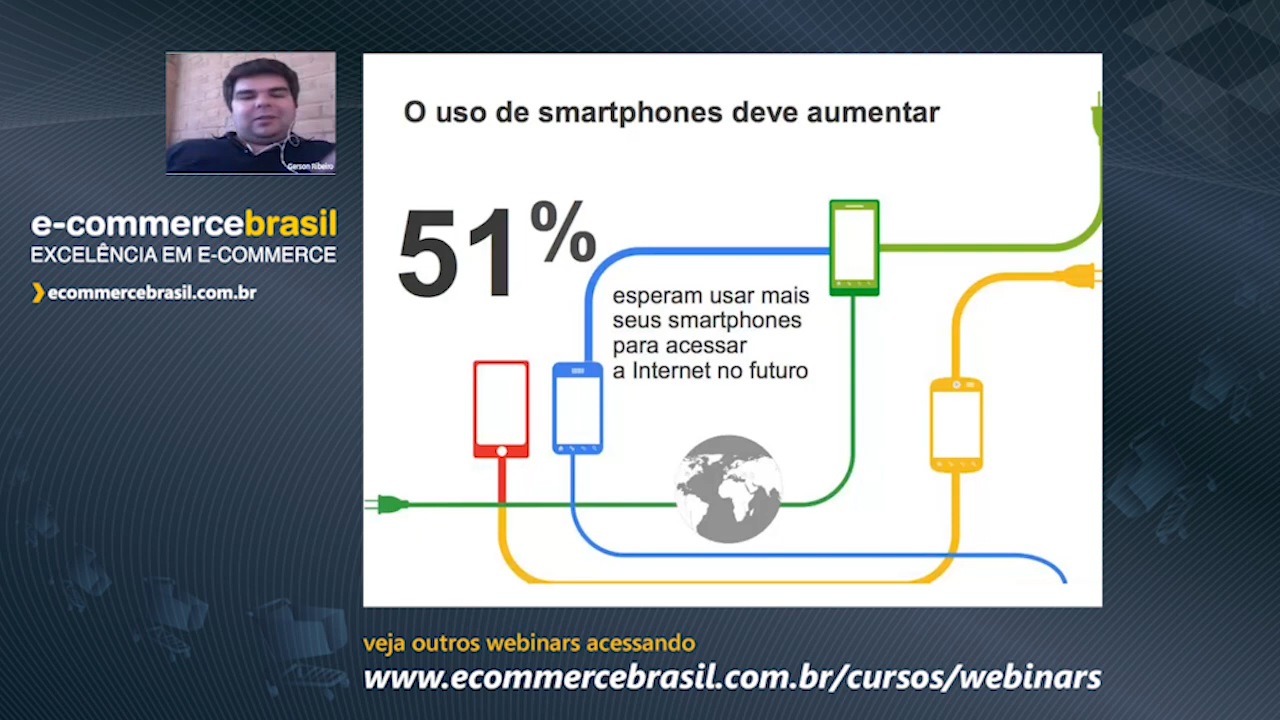 Gerson Ribeiro
e-commercebrasil
EXCELÊNCIA EM E-COMMERCE
ecommercebrasil.com.br
O uso de smartphones deve aumentar
51%
esperam usar mais
seus smartphones
para acessar
a Internet no futuro
veja outros webinars acessando
www.ecommercebrasil.com.br/cursos/webinars